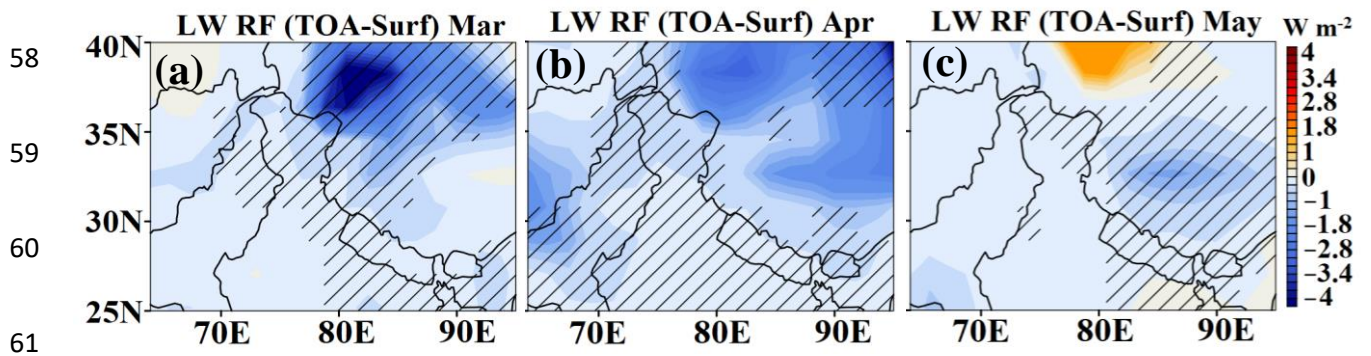 LW RF (TOA-Surf) Mar
LW RF (TOA-Surf) Apr
LW RF (TOA-Surf) May
W m⁻²
58
59
60
61
40N
35N
30N
25N
(a)
(b)
(c)
70E 80E 90E
70E 80E 90E
70E 80E 90E
4
3.4
2.8
1.8
1
0
−1
−1.8
−2.8
−3.4
−4